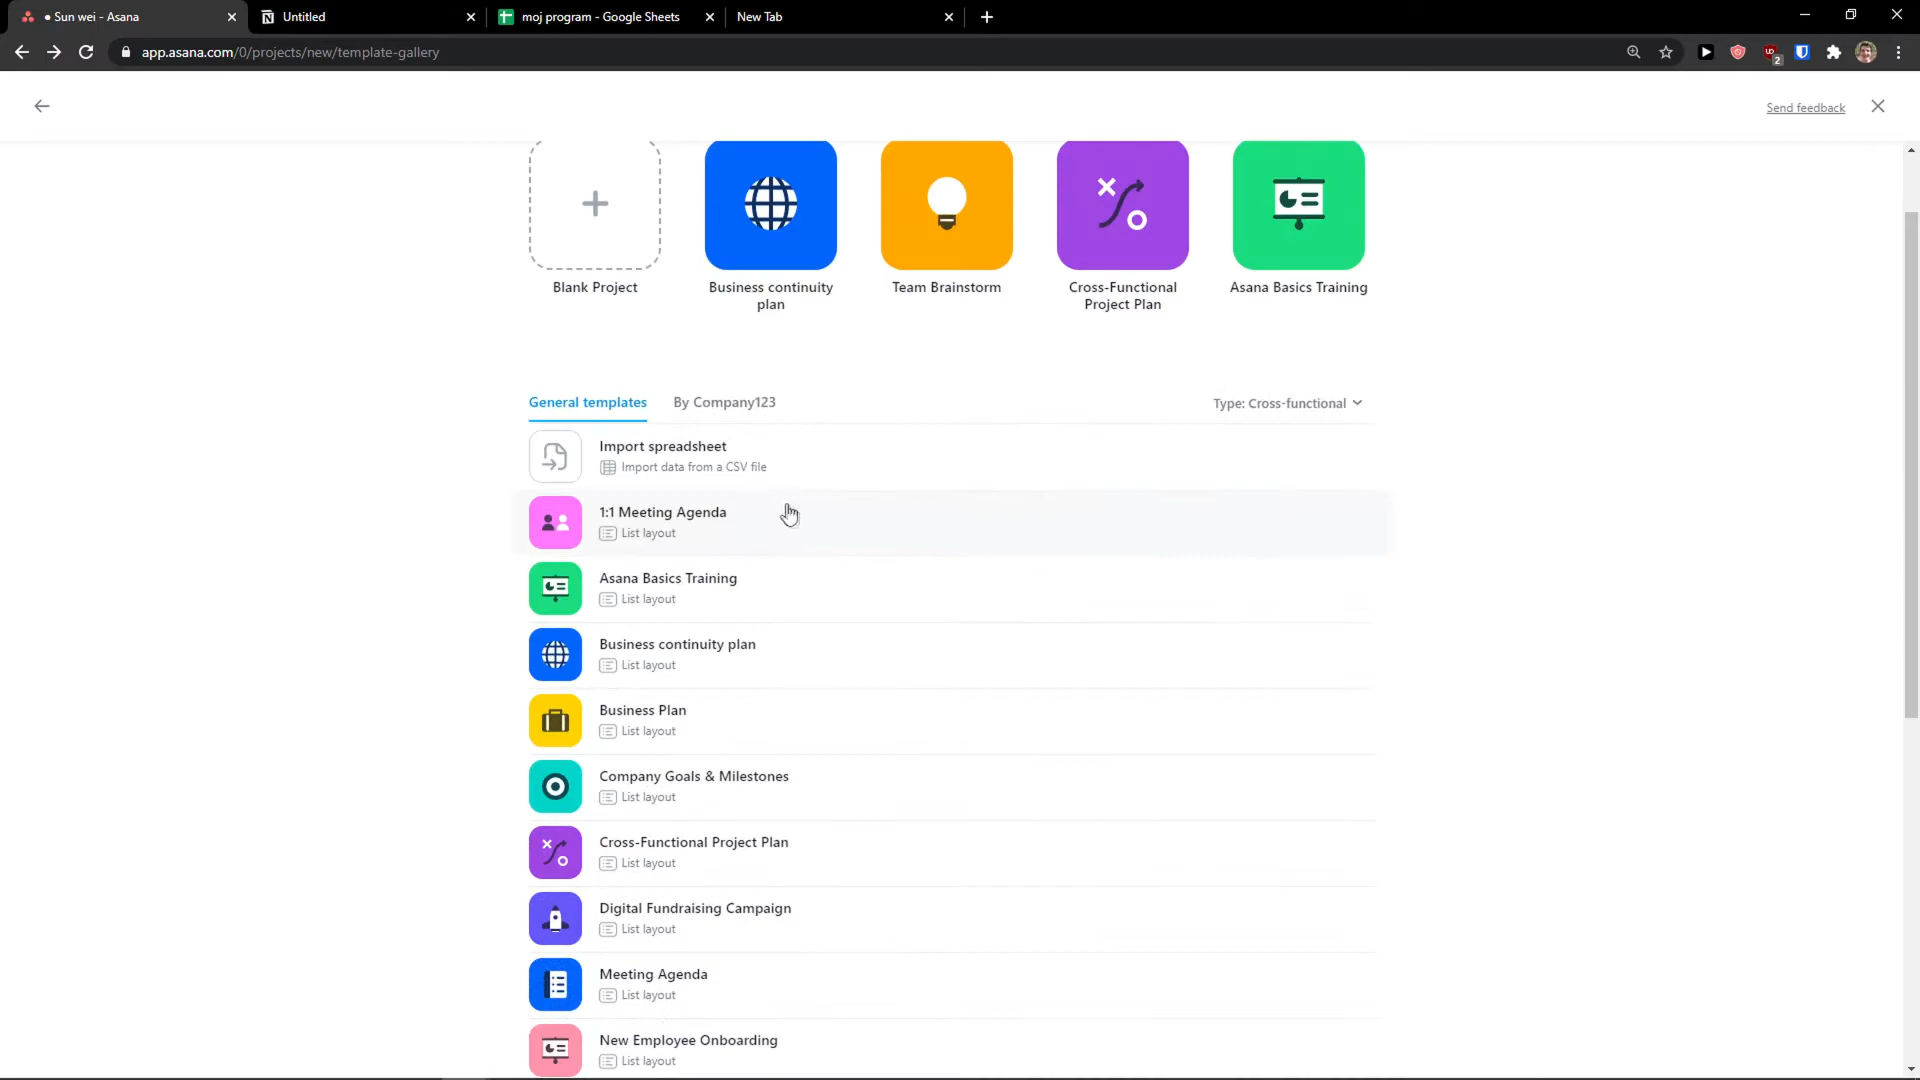 ● Sun wei - Asana
Untitled
moj program - Google Sheets
New Tab
app.asana.com/0/projects/new/template-gallery
2
Send feedback
Blank Project
Business continuity
plan
Team Brainstorm
Cross-Functional
Project Plan
Asana Basics Training
General templates
By Company123
Type: Cross-functional
Import spreadsheet
Import data from a CSV file
1:1 Meeting Agenda
List layout
Asana Basics Training
List layout
Business continuity plan
List layout
Business Plan
List layout
Company Goals & Milestones
List layout
Cross-Functional Project Plan
List layout
Digital Fundraising Campaign
List layout
Meeting Agenda
List layout
New Employee Onboarding
List layout